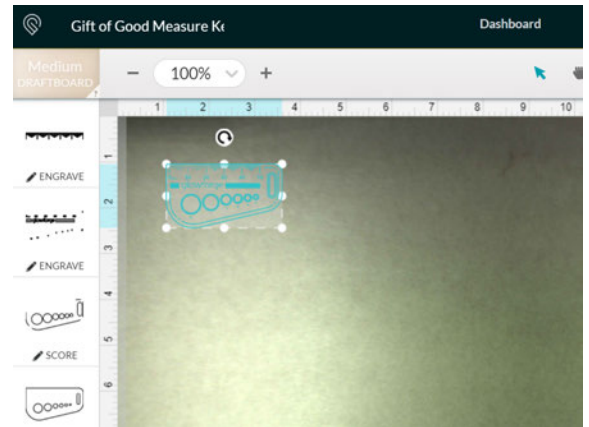 Gift of Good Measure Ke
Dashboard
Medium
DRAFTBOARD
− 100% +
1 2 3 4 5 6 7 8 9 10
1
2
3
4
5
6
ENGRAVE
ENGRAVE
SCORE